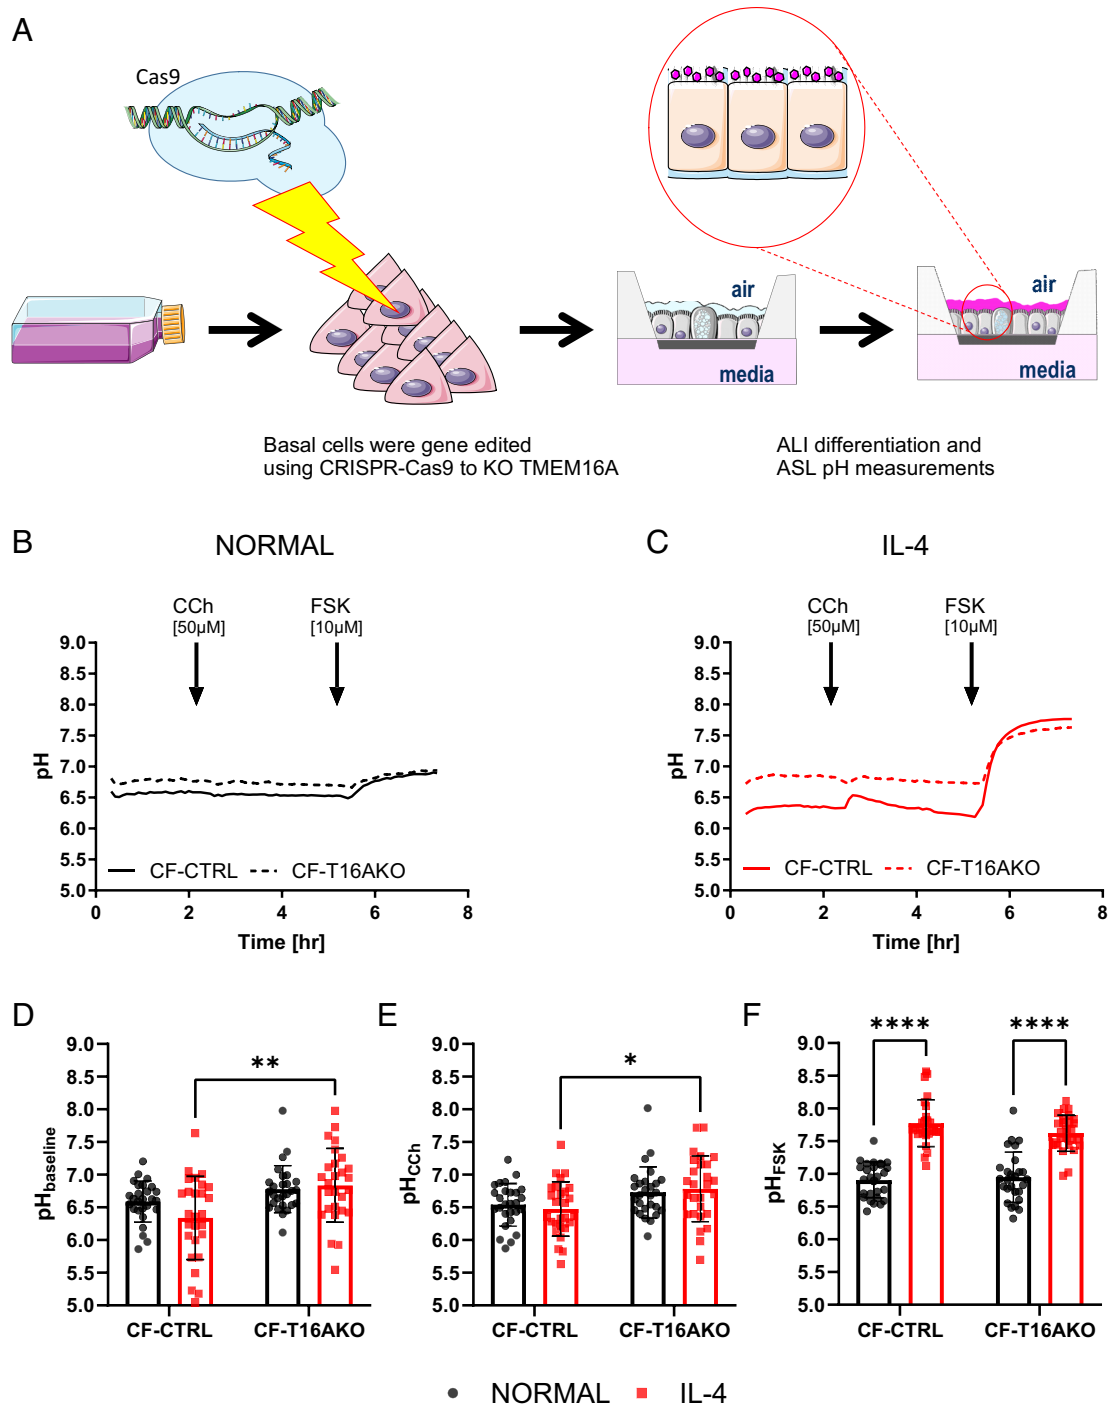 A
Cas9
air
media
air
media
Basal cells were gene edited
using CRISPR-Cas9 to KO TMEM16A
ALI differentiation and
ASL pH measurements
B
NORMAL
CCh
[50µM]
FSK
[10µM]
9.0
8.5
8.0
7.5
7.0
6.5
6.0
5.5
5.0
pH
CF-CTRL
CF-T16AKO
0
2
4
6
8
Time [hr]
C
IL-4
CCh
[50µM]
FSK
[10µM]
9.0
8.5
8.0
7.5
7.0
6.5
6.0
5.5
5.0
pH
CF-CTRL
CF-T16AKO
0
2
4
6
8
Time [hr]
D
9.0
8.5
8.0
7.5
7.0
6.5
6.0
5.5
5.0
pHbaseline
**
CF-CTRL
CF-T16AKO
E
9.0
8.5
8.0
7.5
7.0
6.5
6.0
5.5
5.0
pHCCh
*
CF-CTRL
CF-T16AKO
F
9.0
8.5
8.0
7.5
7.0
6.5
6.0
5.5
5.0
pHFSK
****
****
CF-CTRL
CF-T16AKO
NORMAL
IL-4